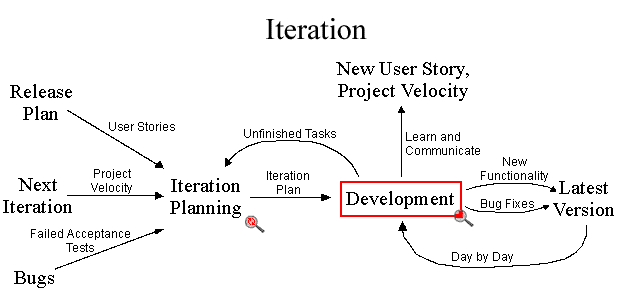 Iteration
New User Story,
Project Velocity
Release
Plan
User Stories
Unfinished Tasks
Learn and
Communicate
Next
Iteration
Project
Velocity
Iteration
Planning
Iteration
Plan
Development
New
Functionality
Bug Fixes
Latest
Version
Failed Acceptance
Tests
Bugs
Day by Day